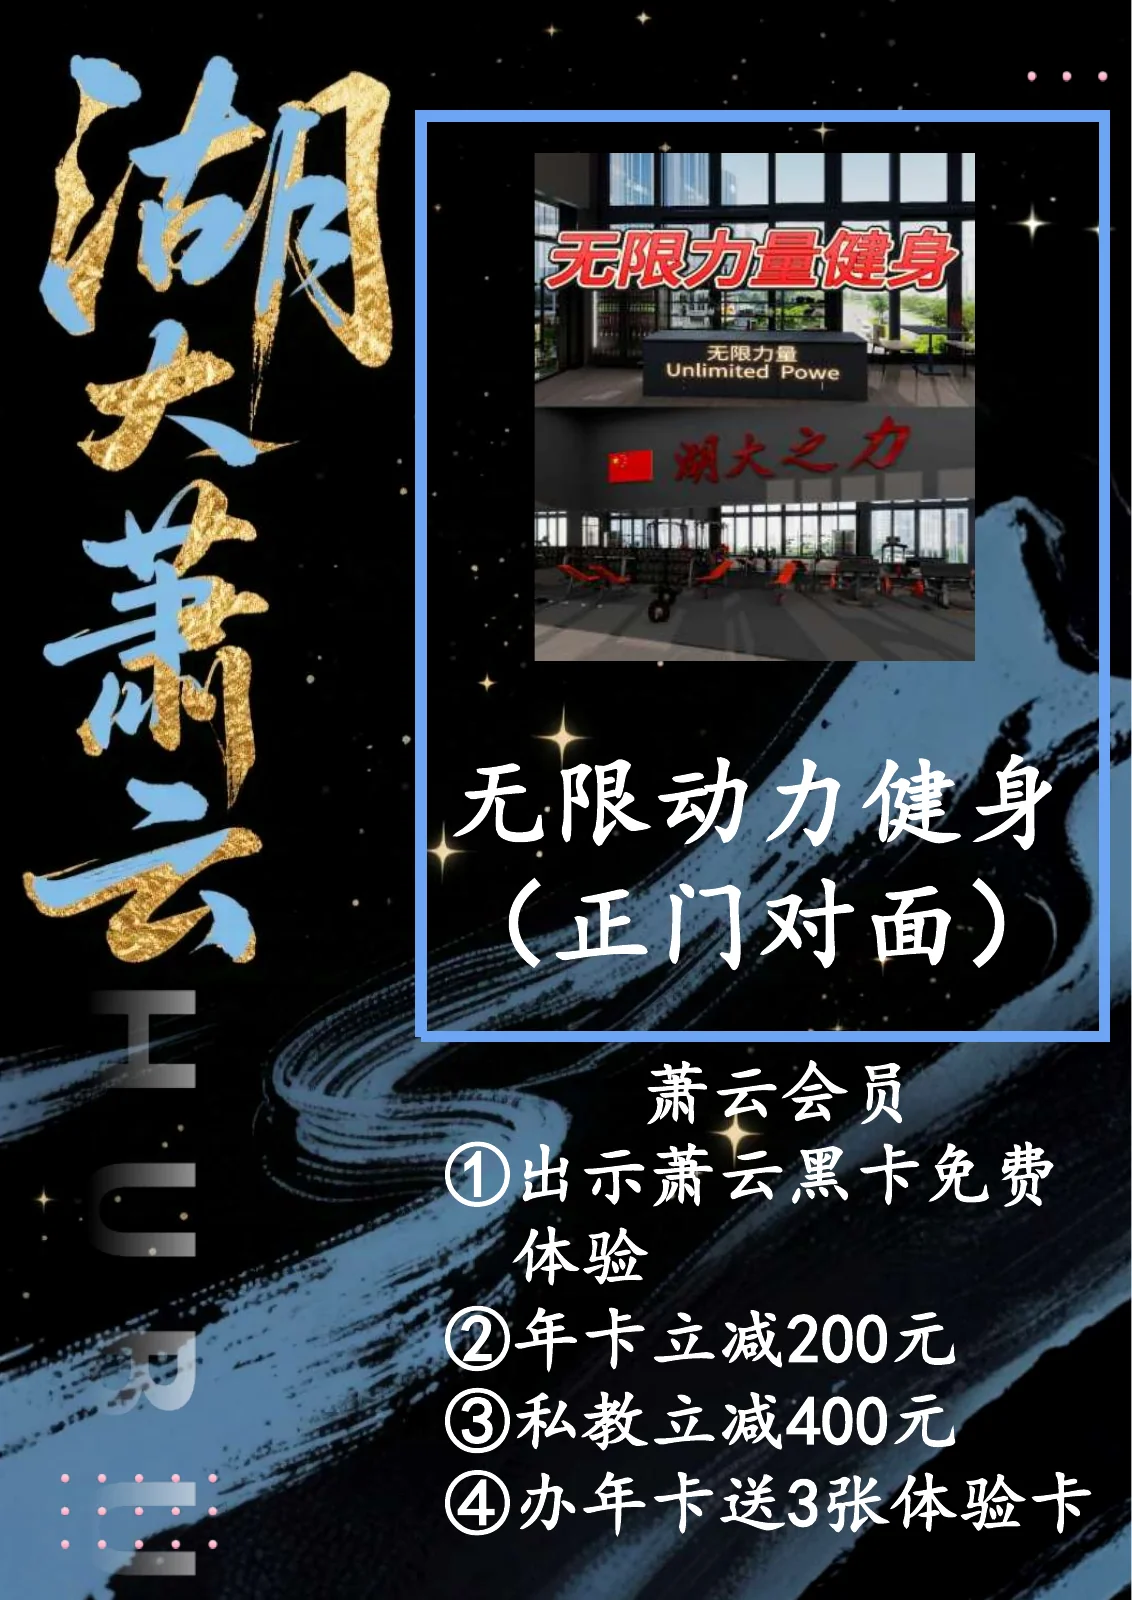 湖大萧云
HUBU
无限力量健身
无限力量
Unlimited Powe
湖大之力
无限动力健身
（正门对面）
萧云会员
①出示萧云黑卡免费
体验
②年卡立减200元
③私教立减400元
④办年卡送3张体验卡